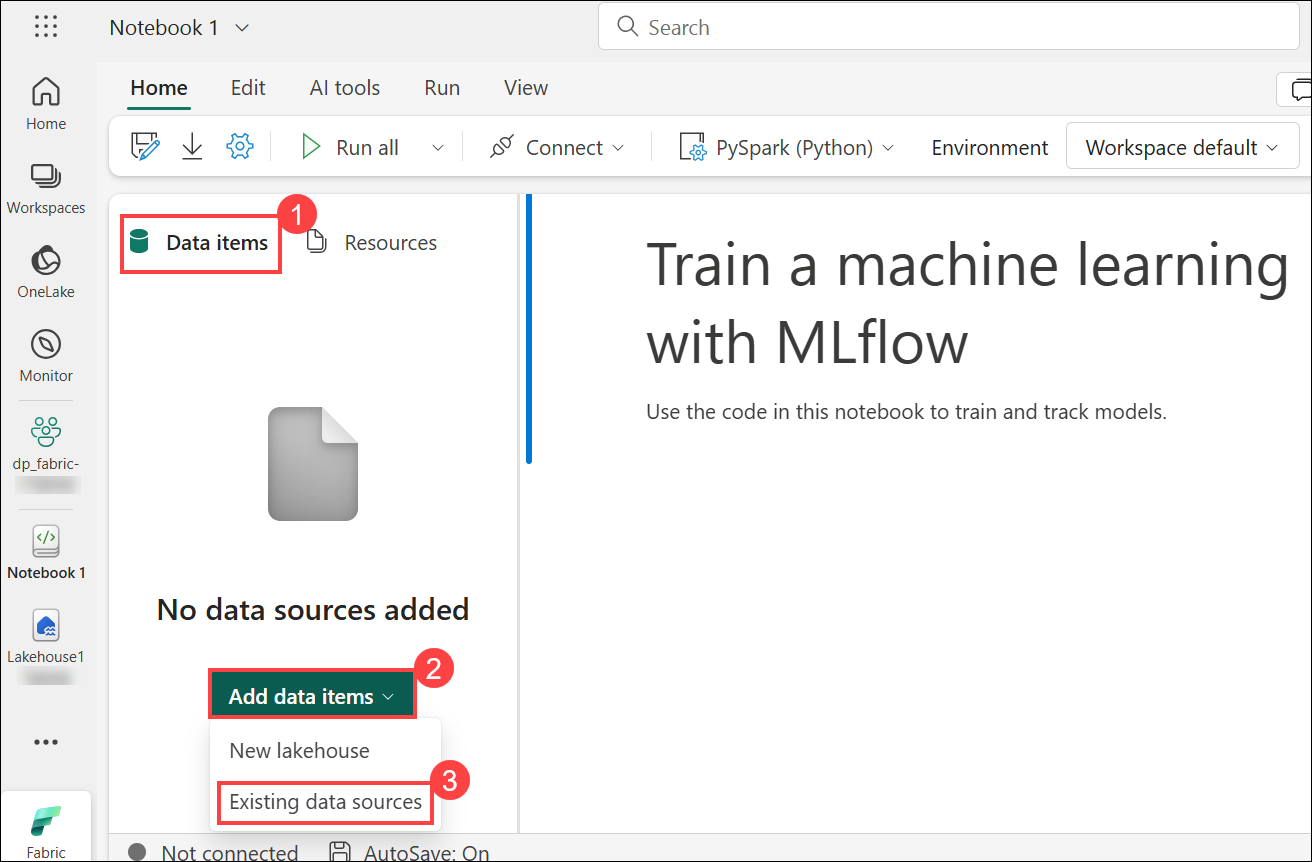 Notebook 1
Search
Home
Edit
AI tools
Run
View
Run all
Connect
PySpark (Python)
Environment
Workspace default
Home
Workspaces
OneLake
Monitor
dp_fabric-
Notebook 1
Lakehouse1
Fabric
1
Data items
Resources
No data sources added
2
Add data items
New lakehouse
3
Existing data sources
Train a machine learning
with MLflow
Use the code in this notebook to train and track models.
Not connected
AutoSave: On